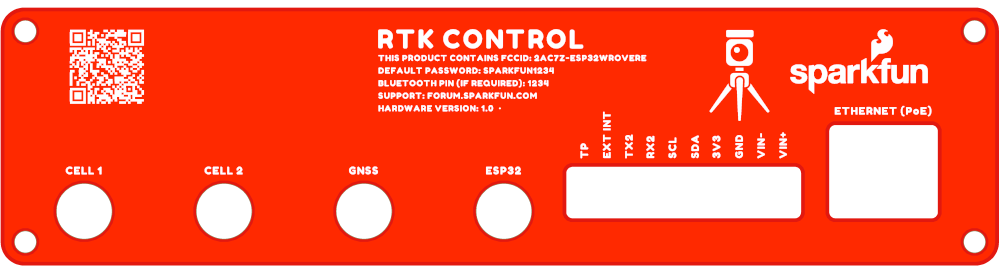 RTK CONTROL
THIS PRODUCT CONTAINS FCCID: 2AC7Z-ESP32WROVERE
DEFAULT PASSWORD: SPARKFUN1234
BLUETOOTH PIN (IF REQUIRED): 1234
SUPPORT: FORUM.SPARKFUN.COM
HARDWARE VERSION: 1.0
sparkfun
ETHERNET (PoE)
CELL 1
CELL 2
GNSS
ESP32
TP
EXT INT
TX2
RX2
SCL
SDA
3V3
GND
VIN-
VIN+